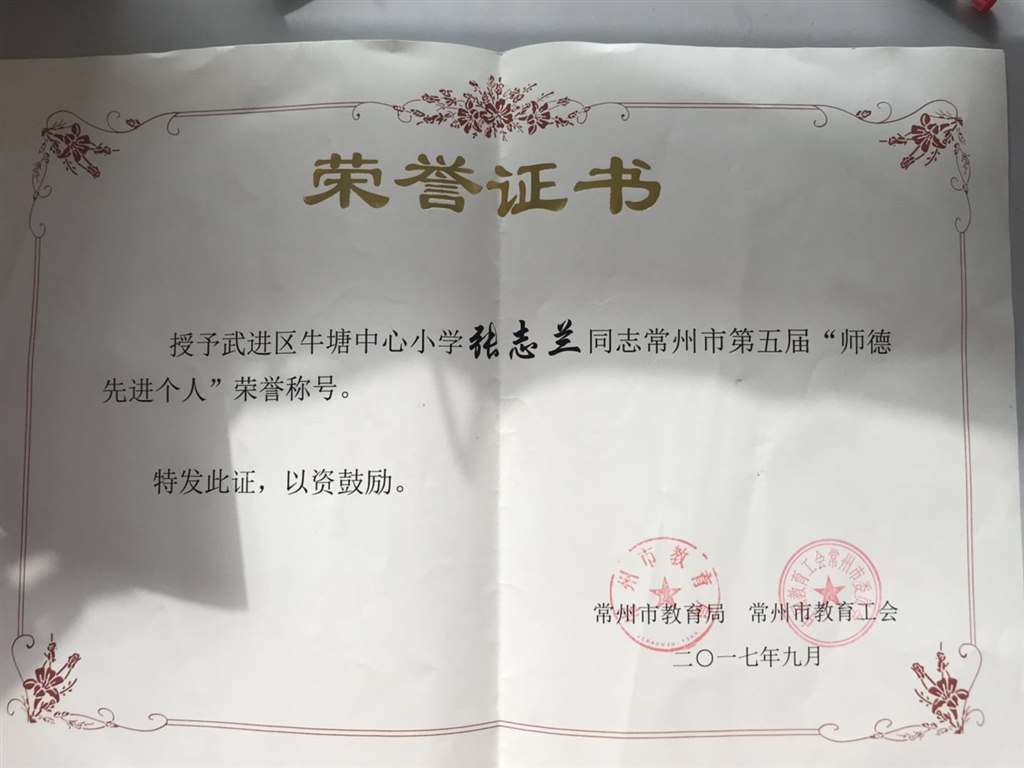 荣誉证书
授予武进区牛塘中心小学张志兰同志常州市第五届“师德
先进个人”荣誉称号。
特发此证，以资鼓励。
常州市教育局 常州市教育工会
二〇一七年九月